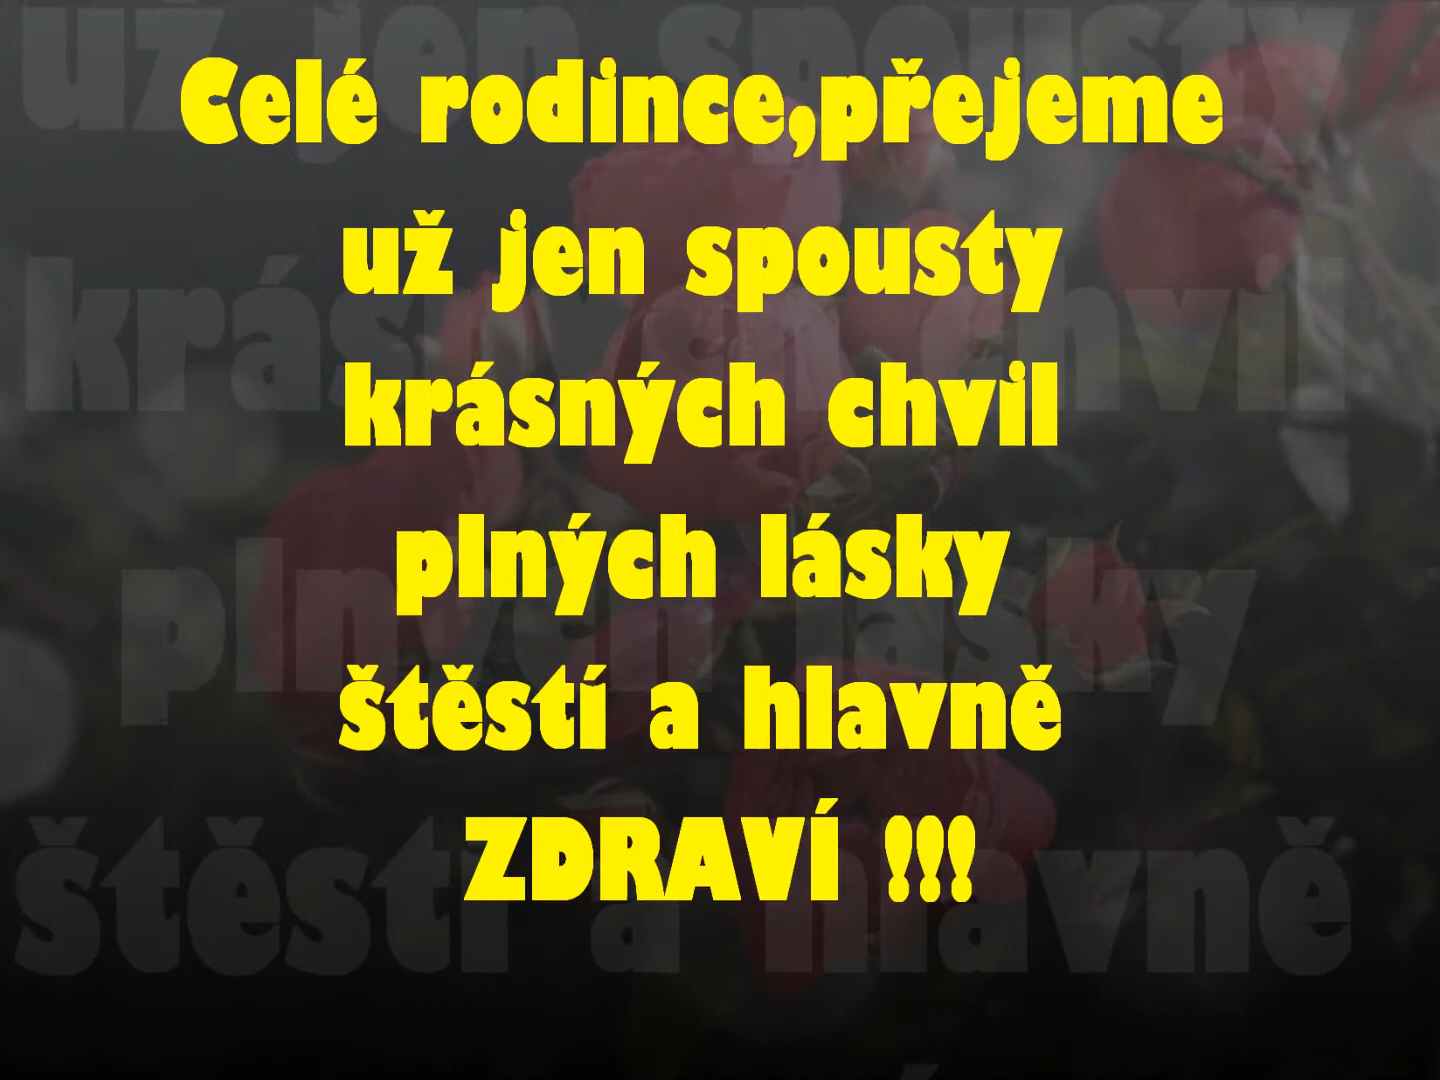 Celé rodince,přejeme
už jen spousty
krásných chvil
plných lásky
štěstí a hlavně
ZDRAVÍ !!!